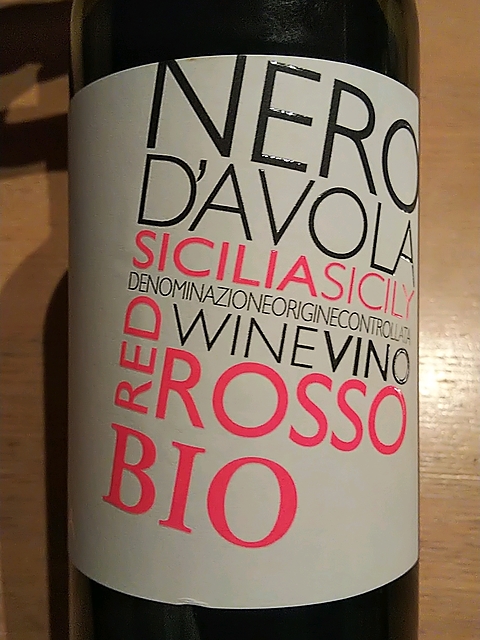 NERO
D'AVOLA
SICILIASICILY
DENOMINAZIONEORIGINECONTROLLATA
WINEVINO
RED
ROSSO
BIO